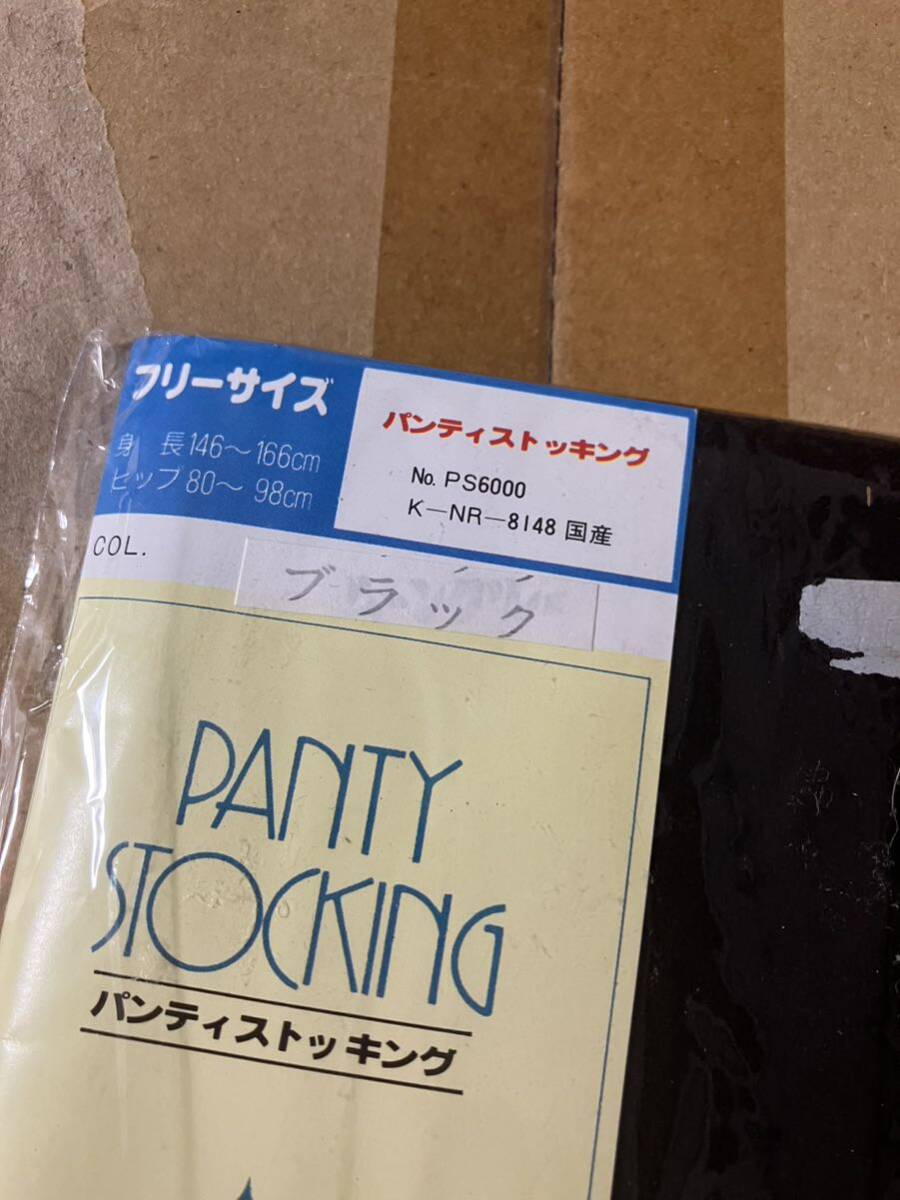 フリーサイズ
身 長146～166cm
ヒップ80～ 98cm
パンティストッキング
No. PS6000
K—NR—8148 国産
COL.
ブラック
PANTY
STOCKING
パンティストッキング